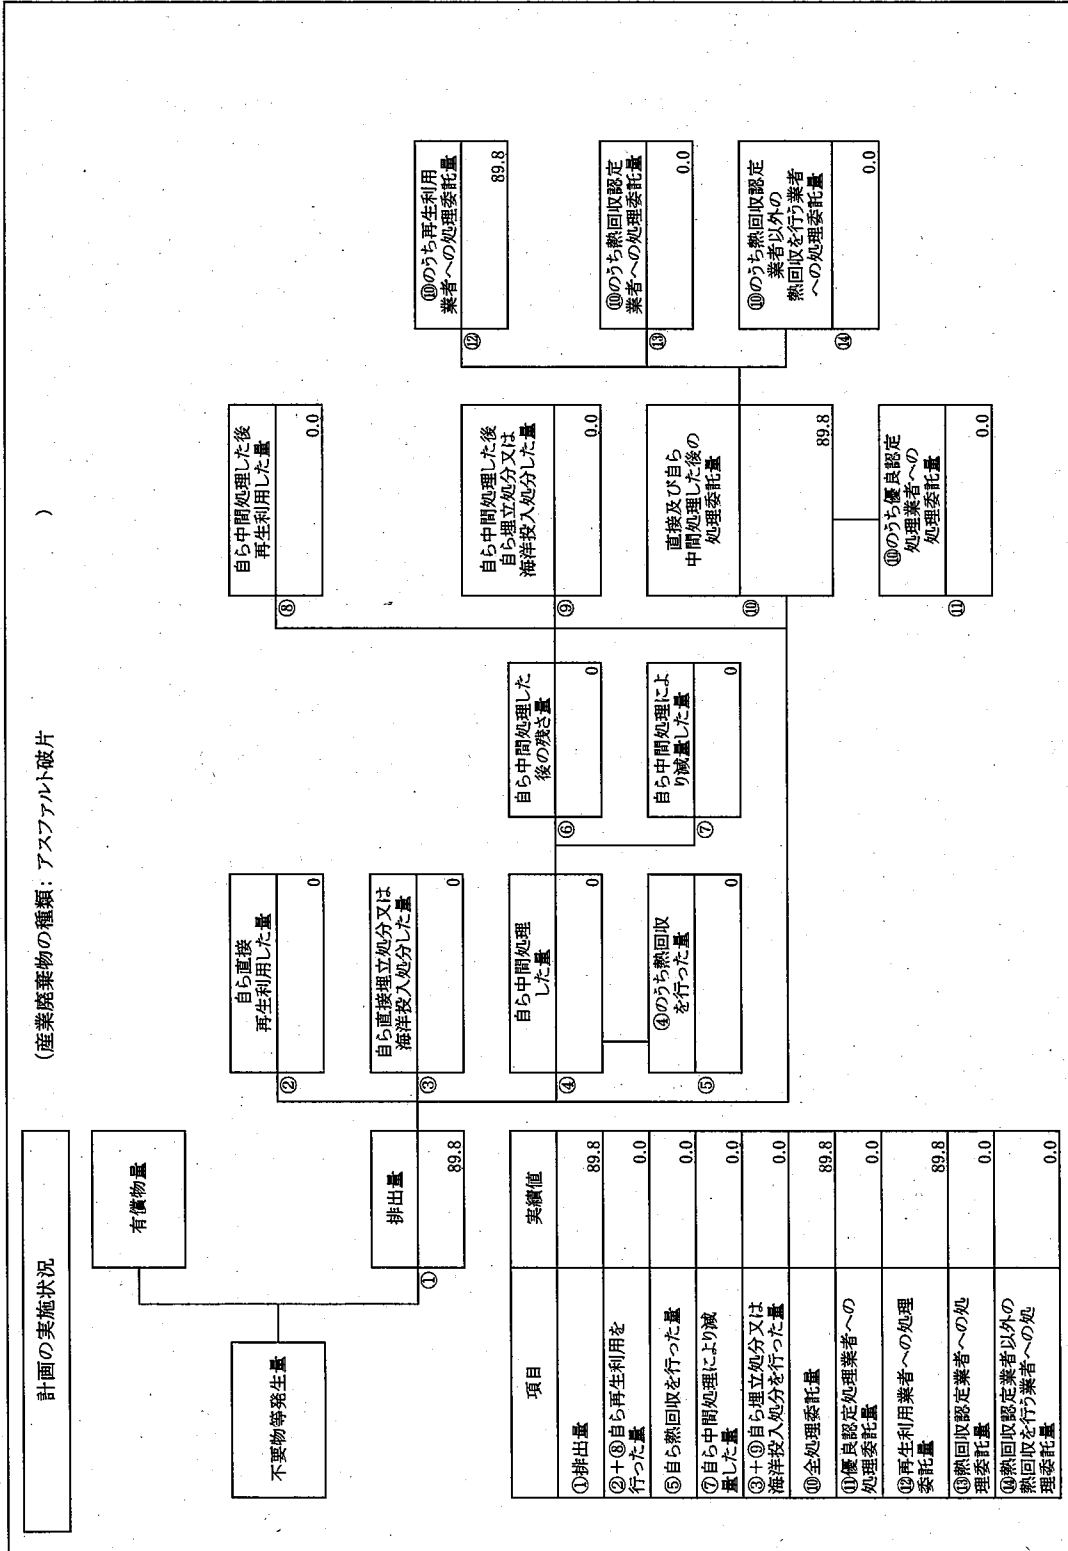 計画の実施状況
(産業廃棄物の種類：アスファルト破片 )
不要物等発生量
有償物量
①
排出量
89.8
②
自ら直接
再生利用した量
0
③
自ら直接埋立処分又は
海洋投入処分した量
0
④
自ら中間処理
した量
0
⑤
④のうち熱回収
を行った量
0
⑥
自ら中間処理した
後の残さ量
0
⑦
自ら中間処理によ
り減量した量
0
⑧
自ら中間処理した後
再生利用した量
0.0
⑨
自ら中間処理した後
自ら埋立処分又は
海洋投入処分した量
0.0
⑩
直接及び自ら
中間処理した後の
処理委託量
89.8
⑪
⑩のうち優良認定
処理業者への
処理委託量
0.0
⑫
⑩のうち再生利用
業者への処理委託量
89.8
⑬
⑩のうち熱回収認定
業者への処理委託量
0.0
⑭
⑩のうち熱回収認定
業者以外の
熱回収を行う業者
への処理委託量
0.0
項目 実績値
①排出量 89.8
②+⑧自ら再生利用を
行った量 0.0
⑤自ら熱回収を行った量 0.0
⑦自ら中間処理により減
量した量 0.0
③+⑨自ら埋立処分又は
海洋投入処分を行った量 0.0
⑩全処理委託量 89.8
⑪優良認定処理業者への
処理委託量 0.0
⑫再生利用業者への処理
委託量 89.8
⑬熱回収認定業者への処
理委託量 0.0
⑭熱回収認定業者以外の
熱回収を行う業者への処
理委託量 0.0